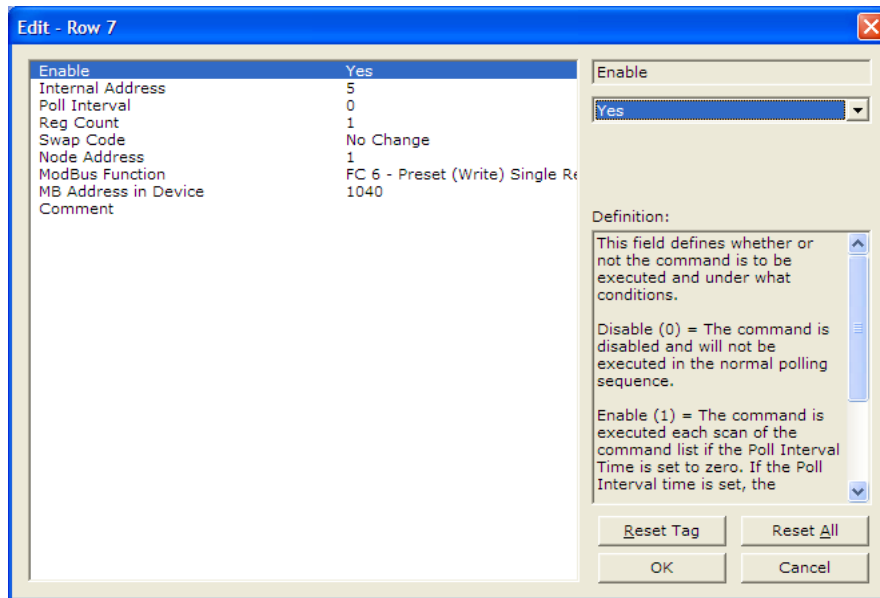 Edit - Row 7
Enable Yes
Internal Address 5
Poll Interval 0
Reg Count 1
Swap Code No Change
Node Address 1
ModBus Function FC 6 - Preset (Write) Single Re
MB Address in Device 1040
Comment
Enable
Yes
Definition:
This field defines whether or
not the command is to be
executed and under what
conditions.
Disable (0) = The command is
disabled and will not be
executed in the normal polling
sequence.
Enable (1) = The command is
executed each scan of the
command list if the Poll Interval
Time is set to zero. If the Poll
Interval time is set, the
Reset Tag Reset All
OK Cancel